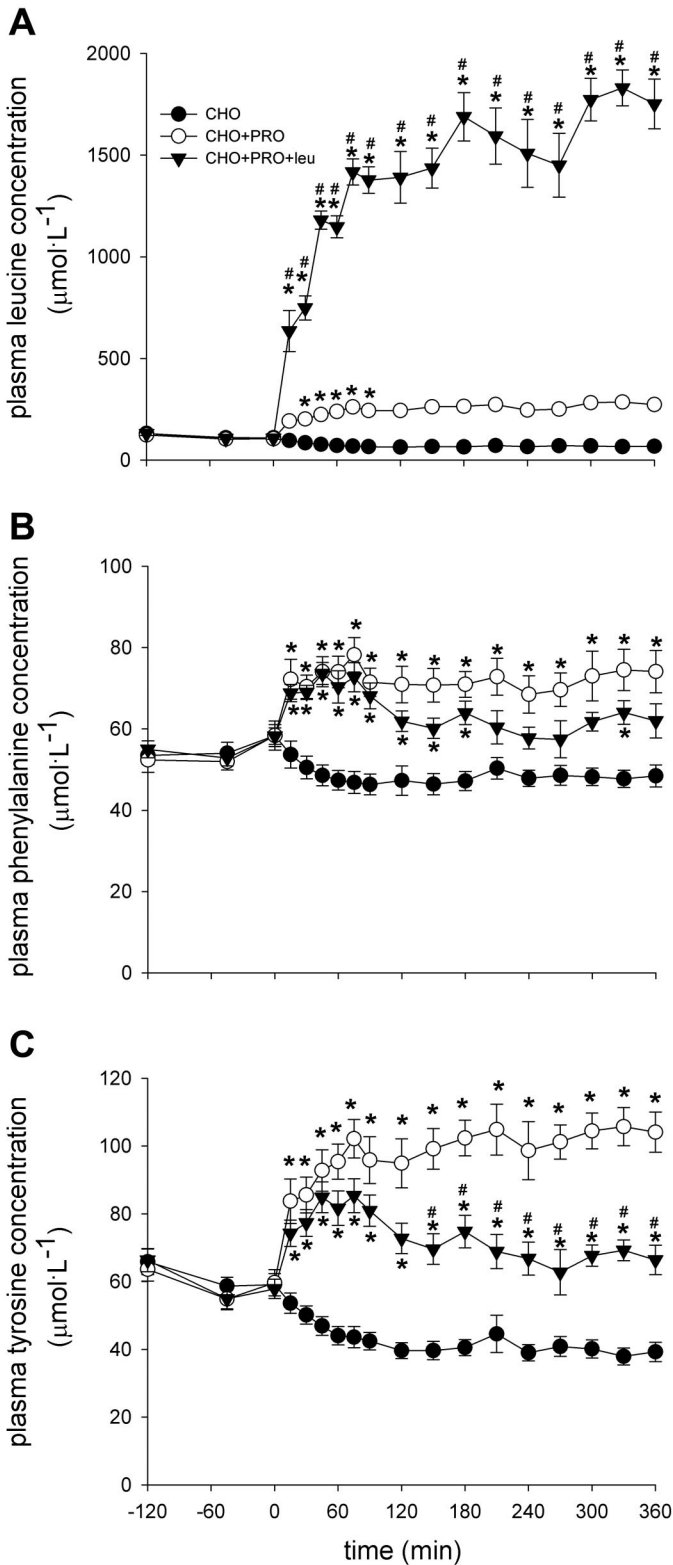 A
2000
1500
1000
500
0
plasma leucine concentration
(μmol·L⁻¹)
CHO
CHO+PRO
CHO+PRO+leu
# # # # # # # # # # # # # # #
* * * * * * * * * * * * * * *
* * * * *
B
100
80
60
40
20
0
plasma phenylalanine concentration
(μmol·L⁻¹)
* * * * * * * * * * * * * * *
* * * * * * * * * *
C
120
100
80
60
40
20
0
plasma tyrosine concentration
(μmol·L⁻¹)
* * * * * * * * * * * * * * *
# # # # # # # #
* * * * * * * * * * * * * * *
-120 -60 0 60 120 180 240 300 360
time (min)